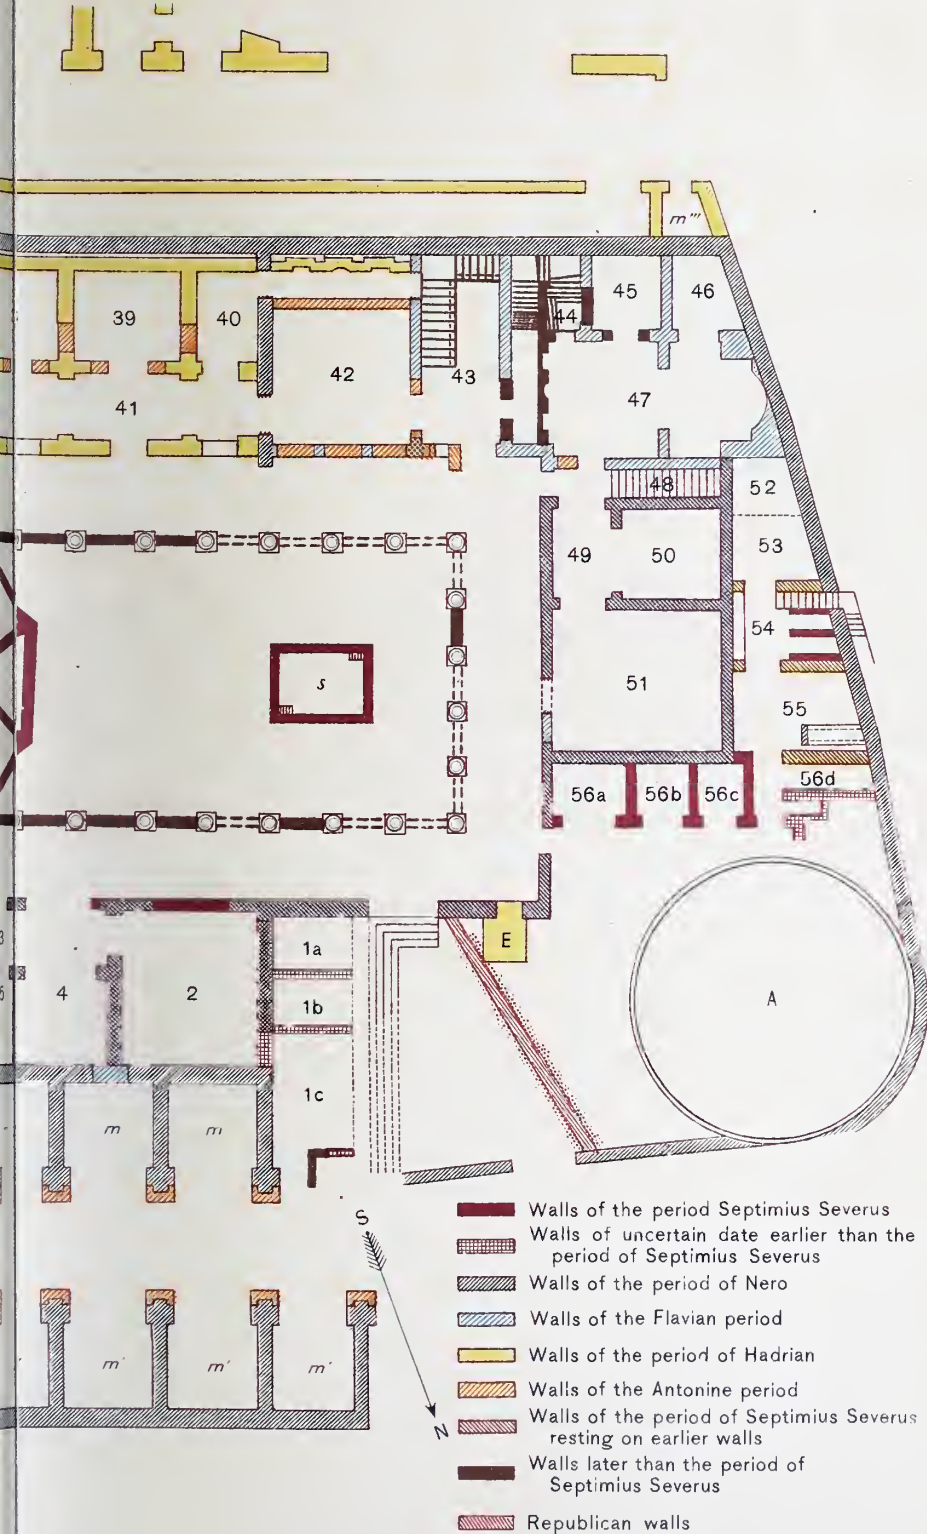 m'''
45
46
39
40
44
42
43
47
41
48
52
49
50
53
54
s
51
55
56d
56a
56b
56c
1a
E
4
2
1b
A
1c
m
m
S
N
m'
m'
m'
Walls of the period Septimius Severus
Walls of uncertain date earlier than the
period of Septimius Severus
Walls of the period of Nero
Walls of the Flavian period
Walls of the period of Hadrian
Walls of the Antonine period
Walls of the period of Septimius Severus
resting on earlier walls
Walls later than the period of
Septimius Severus
Republican walls